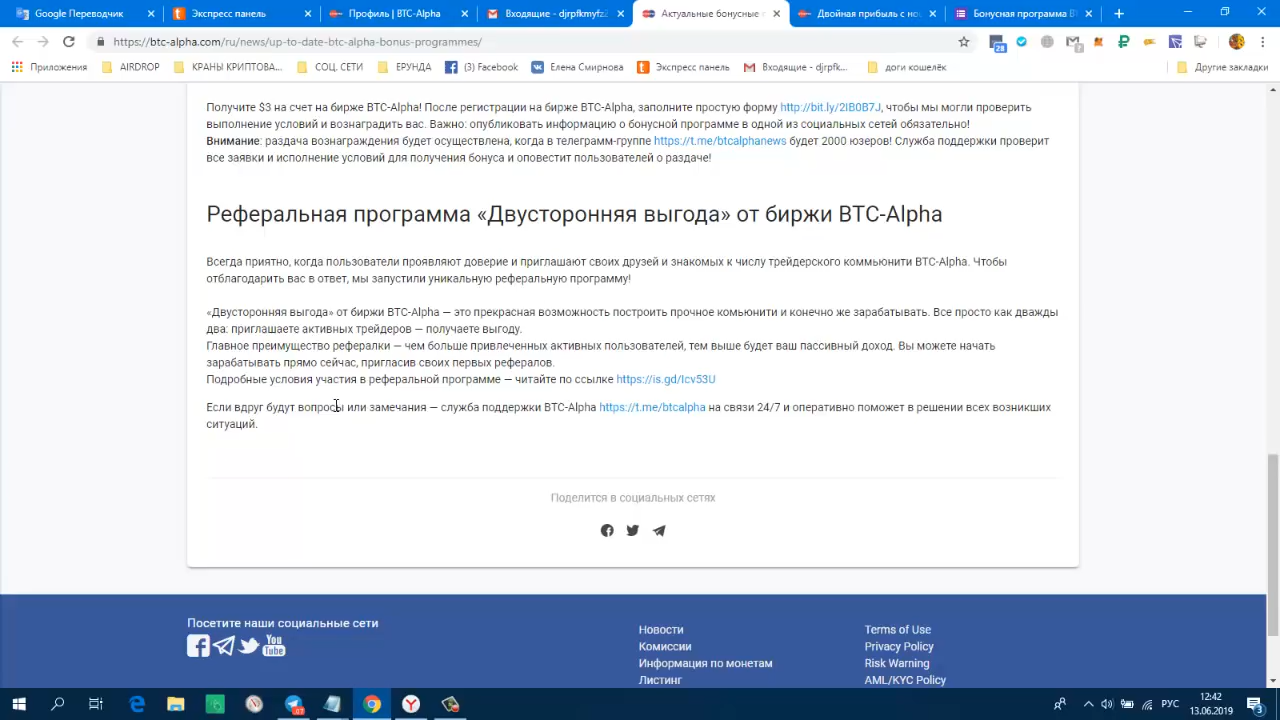 Google Переводчик
Экспресс панель
Профиль | BTC-Alpha
Входящие - djrpfkmyfz2
Актуальные бонусные п
Двойная прибыль с но
Бонусная программа B
https://btc-alpha.com/ru/news/up-to-date-btc-alpha-bonus-programmes/
28
?
Приложения
AIRDROP
КРАНЫ КРИПТОВА...
СОЦ. СЕТИ
ЕРУНДА
(3) Facebook
Елена Смирнова
Экспресс панель
Входящие - djrpfk...
доги кошелёк
Другие закладки
Получите $3 на счет на бирже BTC-Alpha! После регистрации на бирже BTC-Alpha, заполните простую форму http://bit.ly/2IB0B7J, чтобы мы могли проверить
выполнение условий и вознаградить вас. Важно: опубликовать информацию о бонусной программе в одной из социальных сетей обязательно!
Внимание: раздача вознаграждения будет осуществлена, когда в телеграмм-группе https://t.me/btcalphanews будет 2000 юзеров! Служба поддержки проверит
все заявки и исполнение условий для получения бонуса и оповестит пользователей о раздаче!
Реферальная программа «Двусторонняя выгода» от биржи BTC-Alpha
Всегда приятно, когда пользователи проявляют доверие и приглашают своих друзей и знакомых к числу трейдерского коммьюнити BTC-Alpha. Чтобы
отблагодарить вас в ответ, мы запустили уникальную реферальную программу!
«Двусторонняя выгода» от биржи BTC-Alpha — это прекрасная возможность построить прочное комьюнити и конечно же зарабатывать. Все просто как дважды
два: приглашаете активных трейдеров — получаете выгоду.
Главное преимущество рефералки — чем больше привлеченных активных пользователей, тем выше будет ваш пассивный доход. Вы можете начать
зарабатывать прямо сейчас, пригласив своих первых рефералов.
Подробные условия участия в реферальной программе — читайте по ссылке https://is.gd/Icv53U
Если вдруг будут вопросы или замечания — служба поддержки BTC-Alpha https://t.me/btcalpha на связи 24/7 и оперативно поможет в решении всех возникших
ситуаций.
Поделится в социальных сетях
Посетите наши социальные сети
You Tube
Новости
Комиссии
Информация по монетам
Листинг
Terms of Use
Privacy Policy
Risk Warning
AML/KYC Policy
РУС
12:42
13.06.2019
3